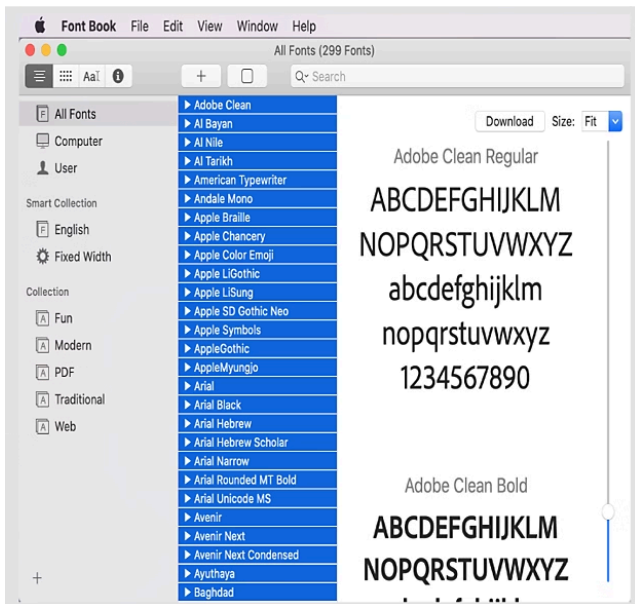 Font Book File Edit View Window Help
All Fonts (299 Fonts)
Aa
Search
All Fonts
Computer
User
Smart Collection
English
Fixed Width
Collection
Fun
Modern
PDF
Traditional
Web
Adobe Clean
Al Bayan
Al Nile
Al Tarikh
American Typewriter
Andale Mono
Apple Braille
Apple Chancery
Apple Color Emoji
Apple LiGothic
Apple LiSung
Apple SD Gothic Neo
Apple Symbols
AppleGothic
AppleMyungjo
Arial
Arial Black
Arial Hebrew
Arial Hebrew Scholar
Arial Narrow
Arial Rounded MT Bold
Arial Unicode MS
Avenir
Avenir Next
Avenir Next Condensed
Ayuthaya
Baghdad
Download Size: Fit
Adobe Clean Regular
ABCDEFGHIJKLM
NOPQRSTUVWXYZ
abcdefghijklm
nopqrstuvwxyz
1234567890
Adobe Clean Bold
ABCDEFGHIJKLM
NOPQRSTUVWXYZ